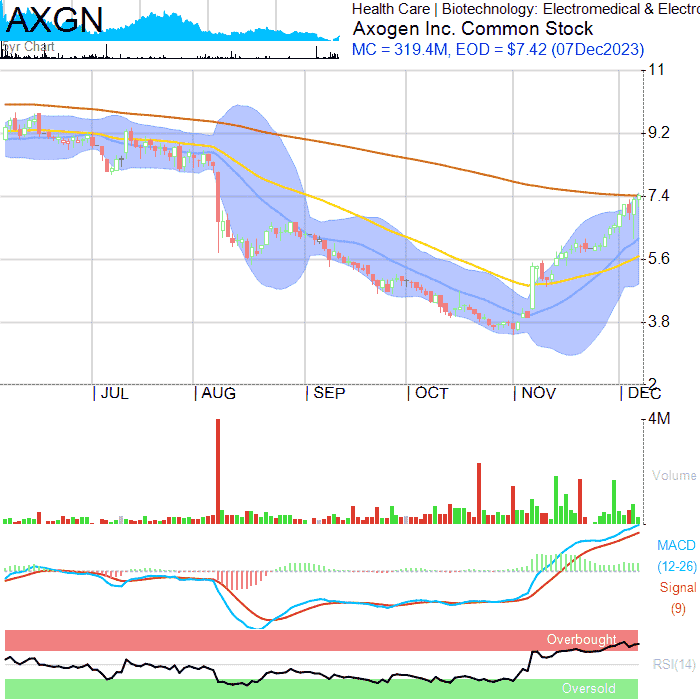 AXGN
Health Care | Biotechnology: Electromedical & Electro
Axogen Inc. Common Stock
MC = 319.4M, EOD = $7.42 (07Dec2023)
5yr Chart
11
9.2
7.4
5.6
3.8
2
JUL AUG SEP OCT NOV DEC
4M
Volume
MACD
(12-26)
Signal
(9)
Overbought
RSI(14)
Oversold